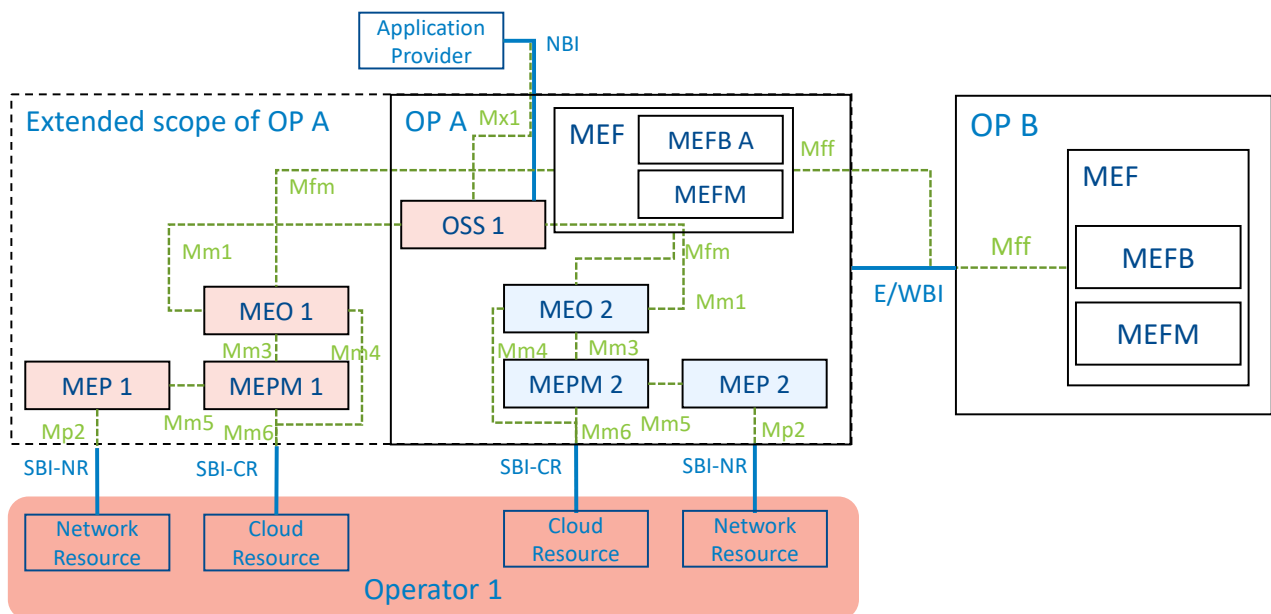 Application
Provider
NBI
Extended scope of OP A
OP A
Mx1
MEF
MEFB A
MEFM
Mff
OP B
MEF
MEFB
MEFM
Mff
E/WBI
Mfm
OSS 1
Mm1
Mfm
Mm1
MEO 1
MEO 2
Mm3
Mm4
Mm4
Mm3
MEP 1
MEPM 1
MEPM 2
MEP 2
Mp2
Mm5
Mm6
Mm6
Mm5
Mp2
SBI-NR
SBI-CR
SBI-CR
SBI-NR
Network
Resource
Cloud
Resource
Cloud
Resource
Network
Resource
Operator 1